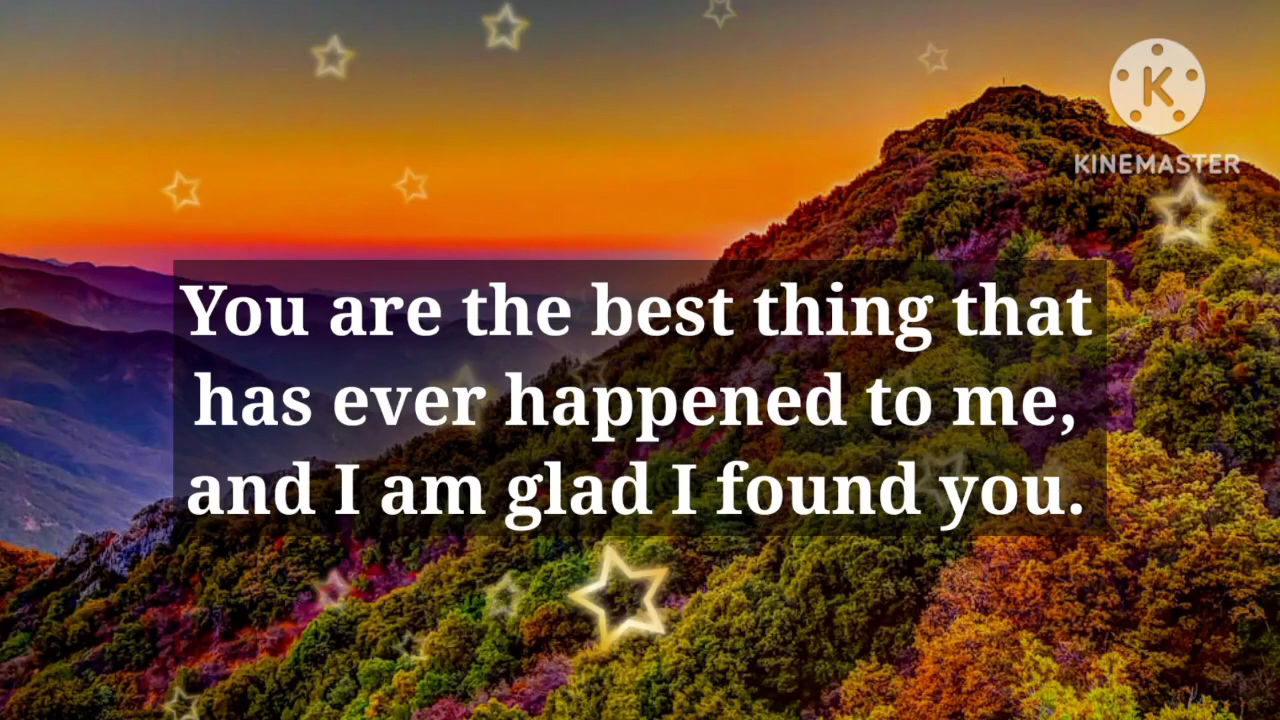 K
KINEMASTER
You are the best thing that
has ever happened to me,
and I am glad I found you.